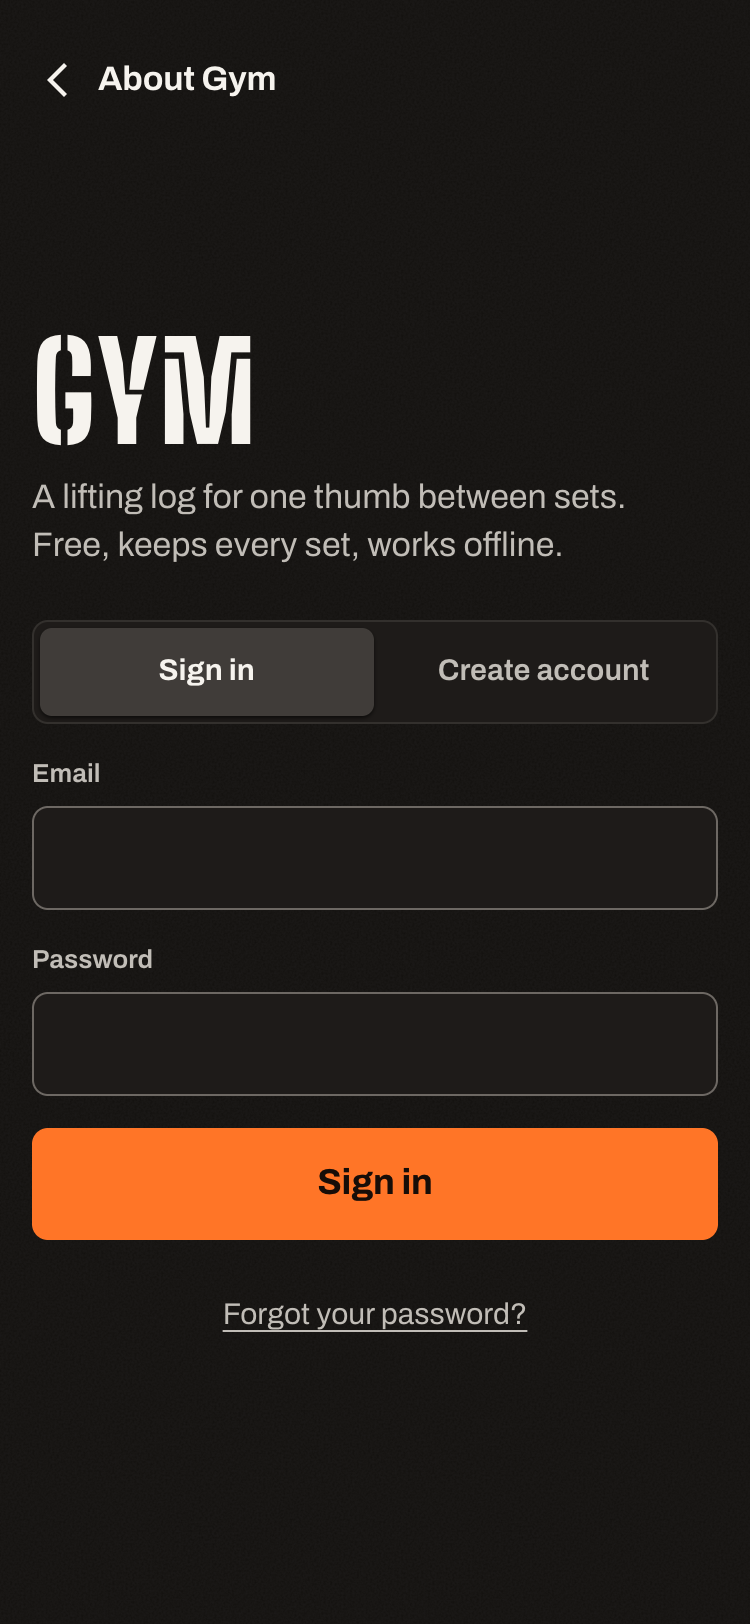 About Gym
GYM
A lifting log for one thumb between sets.
Free, keeps every set, works offline.
Sign in
Create account
Email
Password
Sign in
Forgot your password?